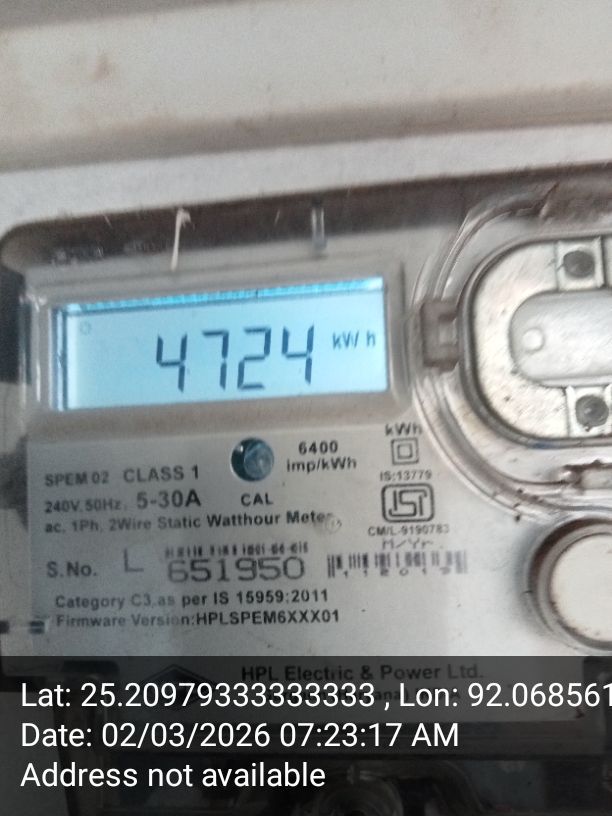 4724 kW h
6400
imp/kWh
kWh
SPEM 02 CLASS 1
240V, 50Hz, 5-30A CAL
ac, 1Ph, 2Wire Static Watthour Meter
IS:13779
CM/L-9190783
M/Yr.
S.No. L 651950
Category C3,as per IS 15959:2011
Firmware Version:HPLSPEM6XXX01
HPL Electric & Power Ltd.
Lat: 25.20979333333333 , Lon: 92.068561
Date: 02/03/2026 07:23:17 AM
Address not available